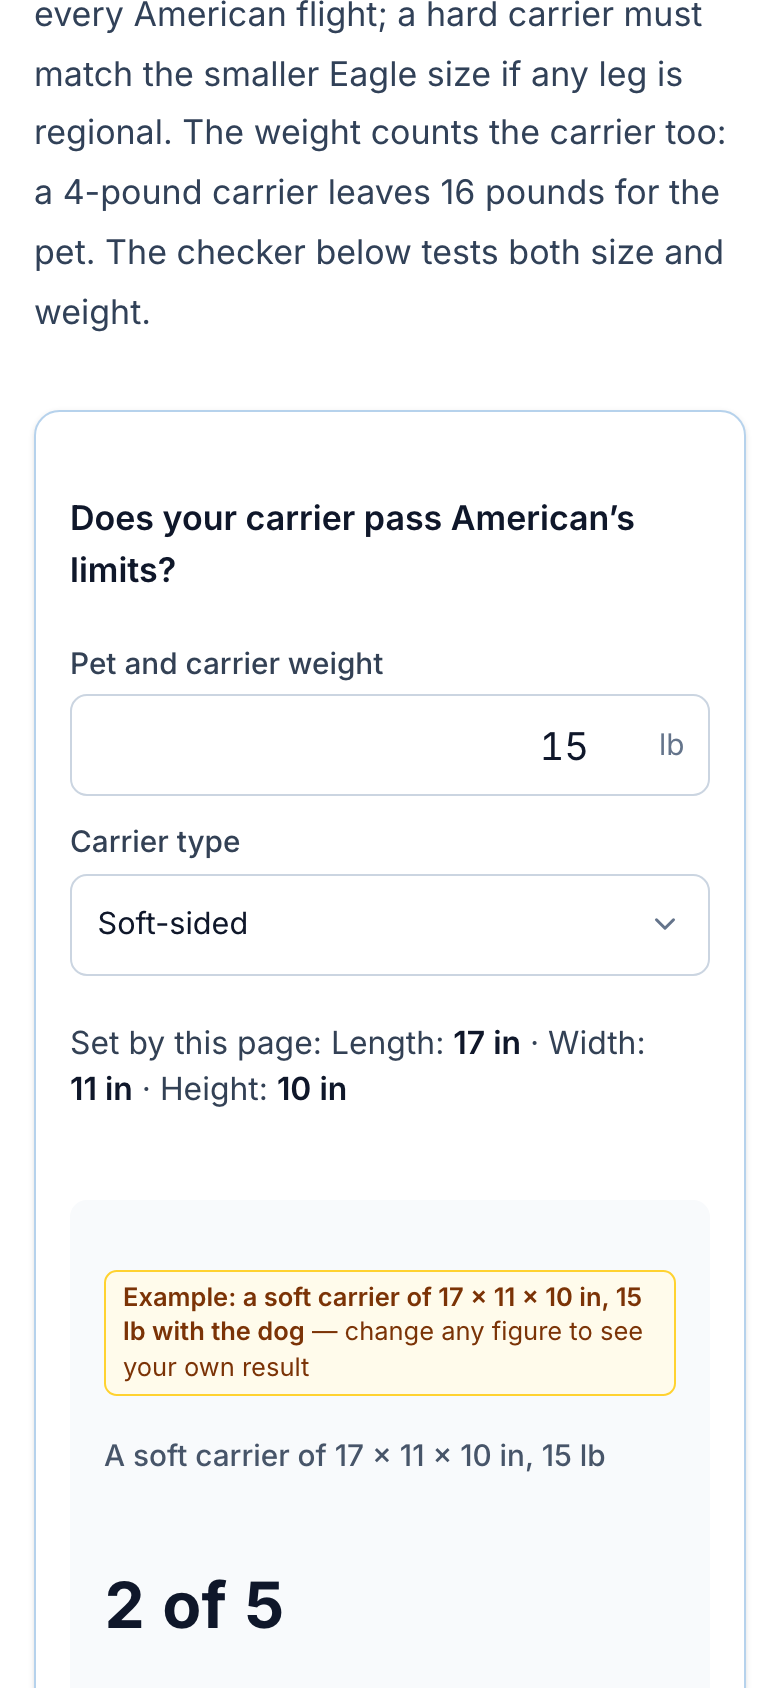 every American flight; a hard carrier must
match the smaller Eagle size if any leg is
regional. The weight counts the carrier too:
a 4-pound carrier leaves 16 pounds for the
pet. The checker below tests both size and
weight.
Does your carrier pass American’s
limits?
Pet and carrier weight
15 lb
Carrier type
Soft-sided
Set by this page: Length: 17 in · Width:
11 in · Height: 10 in
Example: a soft carrier of 17 × 11 × 10 in, 15
lb with the dog — change any figure to see
your own result
A soft carrier of 17 × 11 × 10 in, 15 lb
2 of 5